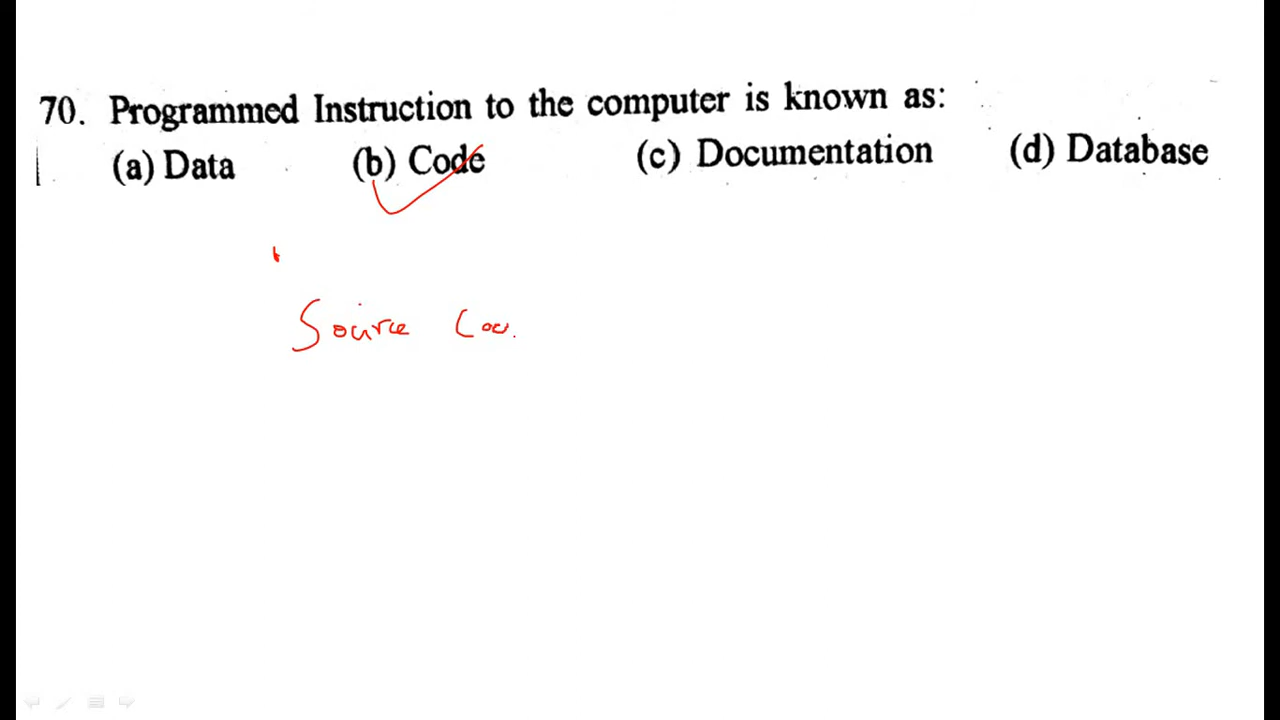 70. Programmed Instruction to the computer is known as:
(a) Data (b) Code (c) Documentation (d) Database
Source